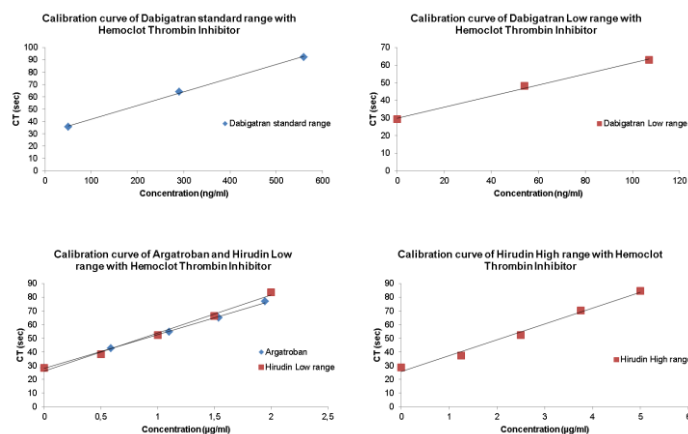 Calibration curve of Dabigatran standard range with
Hemoclot Thrombin Inhibitor
100
90
80
70
60
50
40
30
20
10
0
CT (sec)
Dabigatran standard range
0 100 200 300 400 500 600
Concentration (ng/ml)
Calibration curve of Dabigatran Low range with
Hemoclot Thrombin Inhibitor
70
60
50
40
30
20
10
0
CT (sec)
Dabigatran Low range
0 20 40 60 80 100 120
Concentration (ng/ml)
Calibration curve of Argatroban and Hirudin Low
range with Hemoclot Thrombin Inhibitor
90
80
70
60
50
40
30
20
10
0
CT (sec)
Argatroban
Hirudin Low range
0 0,5 1 1,5 2 2,5
Concentration (µg/ml)
Calibration curve of Hirudin High range with Hemoclot
Thrombin Inhibitor
90
80
70
60
50
40
30
20
10
0
CT (sec)
Hirudin High range
0 1 2 3 4 5 6
Concentration (µg/ml)